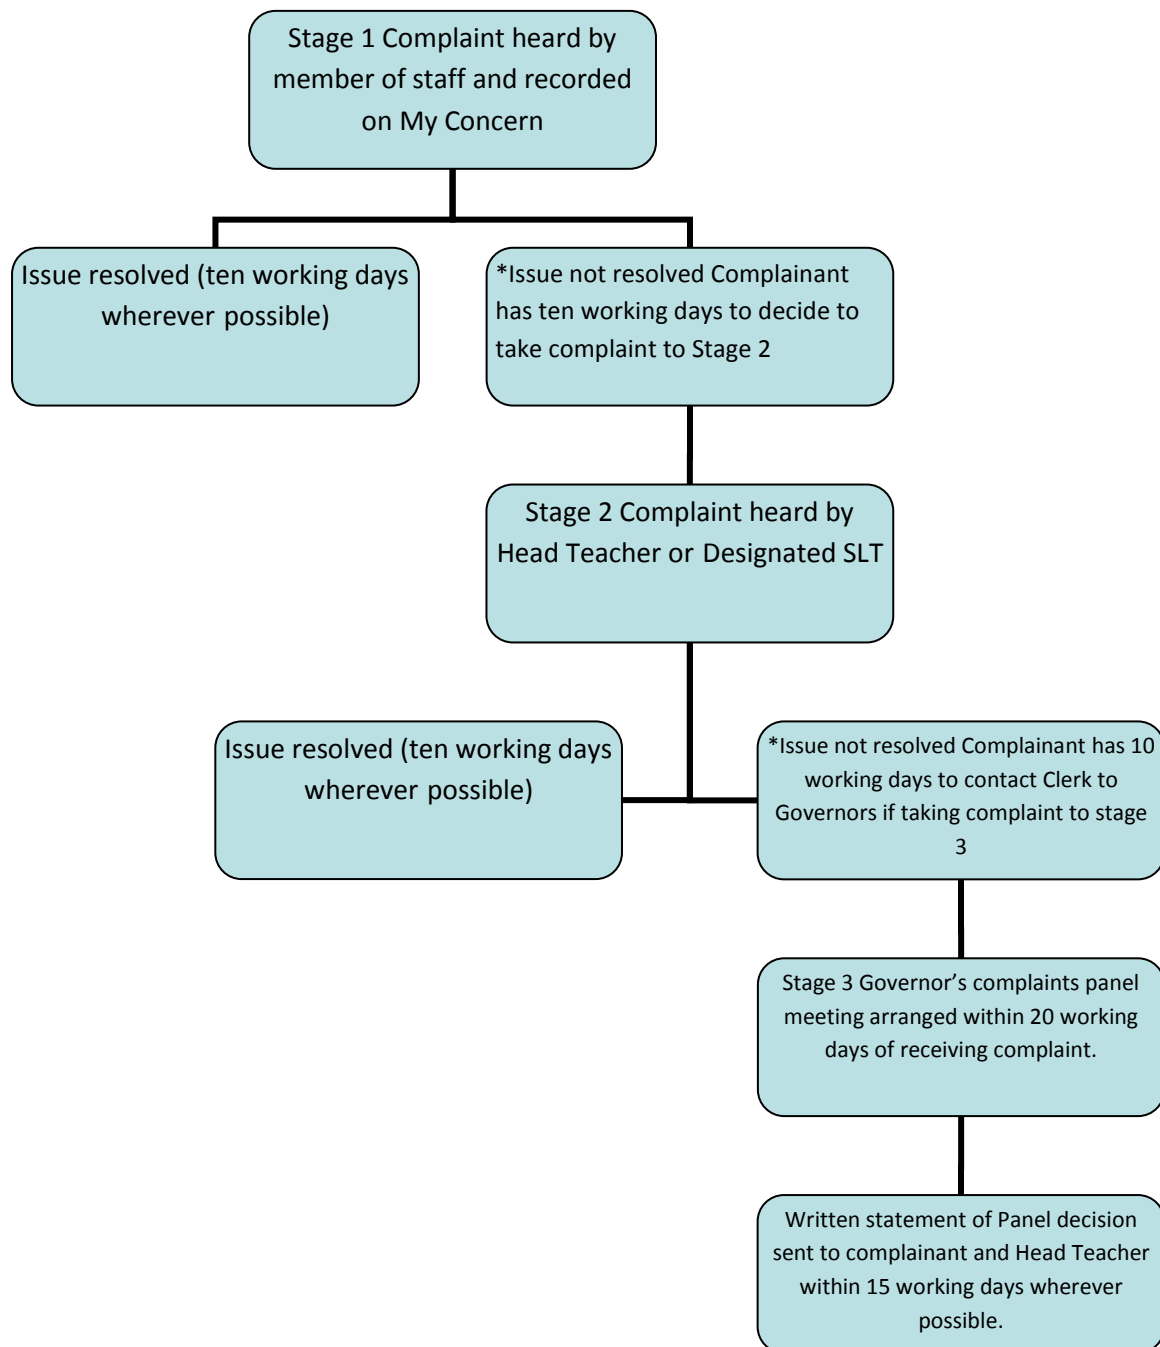 Stage 1 Complaint heard by
member of staff and recorded
on My Concern
Issue resolved (ten working days
wherever possible)
*Issue not resolved Complainant
has ten working days to decide to
take complaint to Stage 2
Stage 2 Complaint heard by
Head Teacher or Designated SLT
Issue resolved (ten working days
wherever possible)
*Issue not resolved Complainant has 10
working days to contact Clerk to
Governors if taking complaint to stage
3
Stage 3 Governor’s complaints panel
meeting arranged within 20 working
days of receiving complaint.
Written statement of Panel decision
sent to complainant and Head Teacher
within 15 working days wherever
possible.